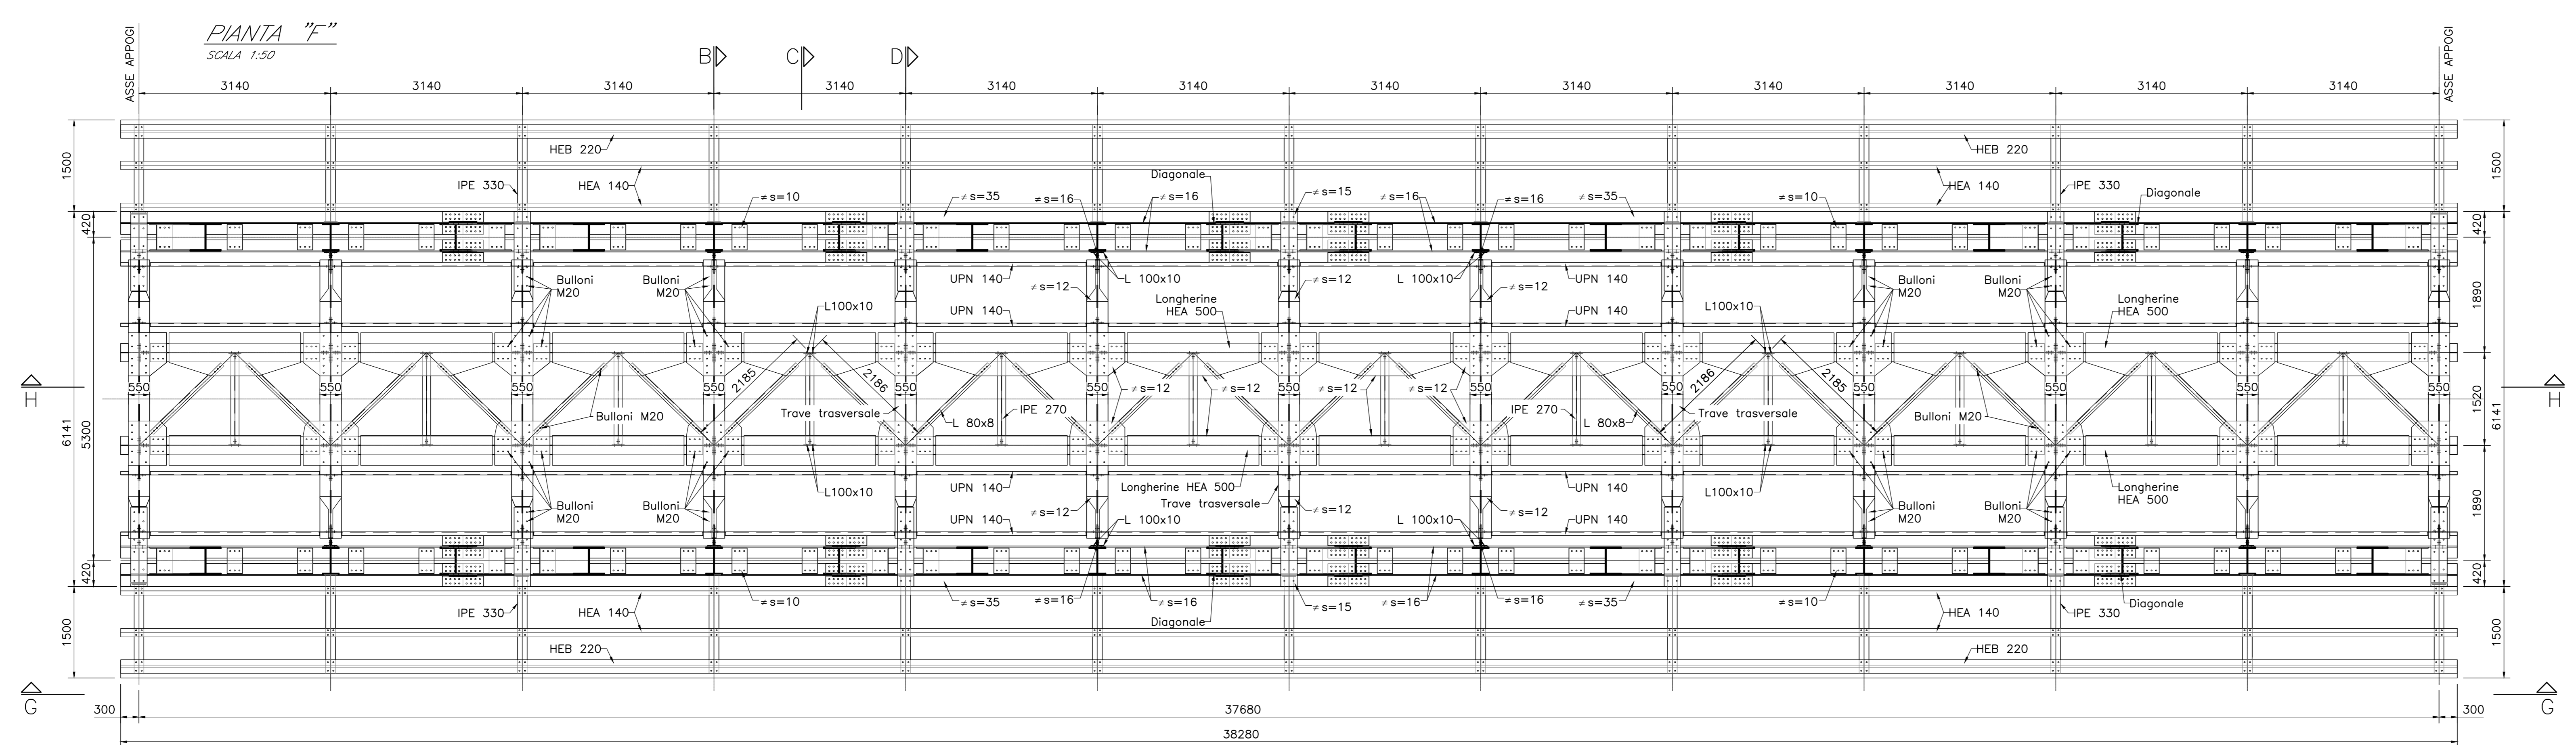 PIANTA "F"
SCALA 1:50
ASSE APPOGI
ASSE APPOGI
B
C
D
3140 3140 3140 3140 3140 3140 3140 3140 3140 3140 3140 3140
HEB 220
HEB 220
1500
1500
IPE 330
HEA 140
Diagonale
HEA 140
IPE 330
Diagonale
≠s=10
≠s=35
≠s=16
≠s=16
≠s=15
≠s=16
≠s=16
≠s=35
≠s=10
420
420
Bulloni
M20
Bulloni
M20
UPN 140
L 100x10
≠s=12
L 100x10
UPN 140
Bulloni
M20
Bulloni
M20
≠s=12
≠s=12
Longherine
HEA 500
Longherine
HEA 500
L100x10
UPN 140
UPN 140
L100x10
1890
550 550 550 550 550 550 550 550 550 550 550 550 550
H
H
2185
2186
≠s=12
≠s=12
≠s=12
≠s=12
2186
2185
6141
5300
1520
6141
Bulloni M20
Trave trasversale
L 80x8
IPE 270
IPE 270
L 80x8
Trave trasversale
Bulloni M20
L100x10
UPN 140
Longherine HEA 500
Trave trasversale
UPN 140
L100x10
Longherine
HEA 500
Bulloni
M20
Bulloni
M20
≠s=12
≠s=12
≠s=12
Bulloni
M20
Bulloni
M20
1890
UPN 140
L 100x10
L 100x10
UPN 140
420
420
≠s=10
≠s=35
≠s=16
≠s=16
≠s=15
≠s=16
≠s=16
≠s=35
≠s=10
IPE 330
HEA 140
Diagonale
HEA 140
IPE 330
Diagonale
1500
1500
HEB 220
HEB 220
G
G
300
37680
300
38280